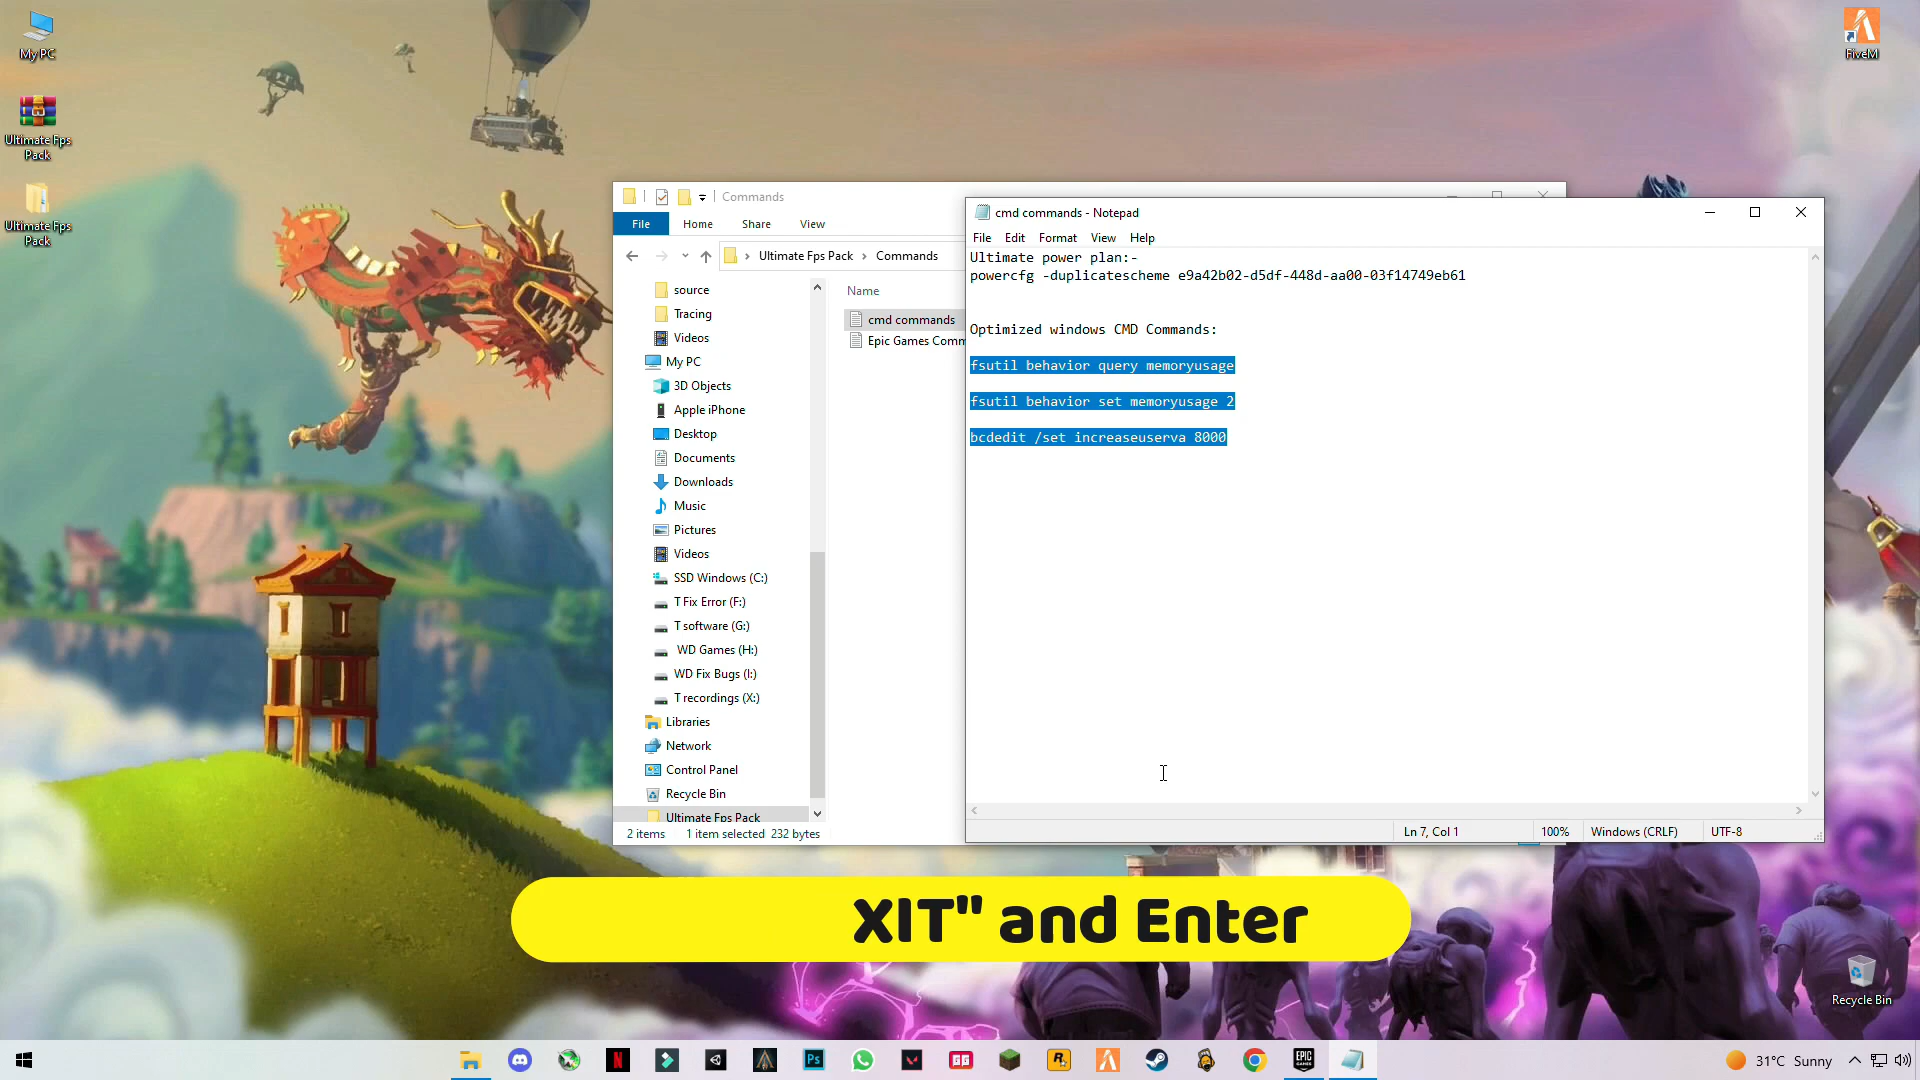 My PC
Ultimate Fps
Pack
Ultimate Fps
Pack
FiveM
Commands
File Home Share View
Ultimate Fps Pack > Commands
source
Tracing
Videos
My PC
3D Objects
Apple iPhone
Desktop
Documents
Downloads
Music
Pictures
Videos
SSD Windows (C:)
T Fix Error (F:)
T software (G:)
WD Games (H:)
WD Fix Bugs (I:)
T recordings (X:)
Libraries
Network
Control Panel
Recycle Bin
Ultimate Fps Pack
2 items 1 item selected 232 bytes
Name
cmd commands
Epic Games Comm
cmd commands - Notepad
File Edit Format View Help
Ultimate power plan:-
powercfg -duplicatescheme e9a42b02-d5df-448d-aa00-03f14749eb61
Optimized windows CMD Commands:
fsutil behavior query memoryusage
fsutil behavior set memoryusage 2
bcdedit /set increaseuserva 8000
Ln 7, Col 1 100% Windows (CRLF) UTF-8
XIT" and Enter
Recycle Bin
Ps
EPIC
GAMES
31°C Sunny